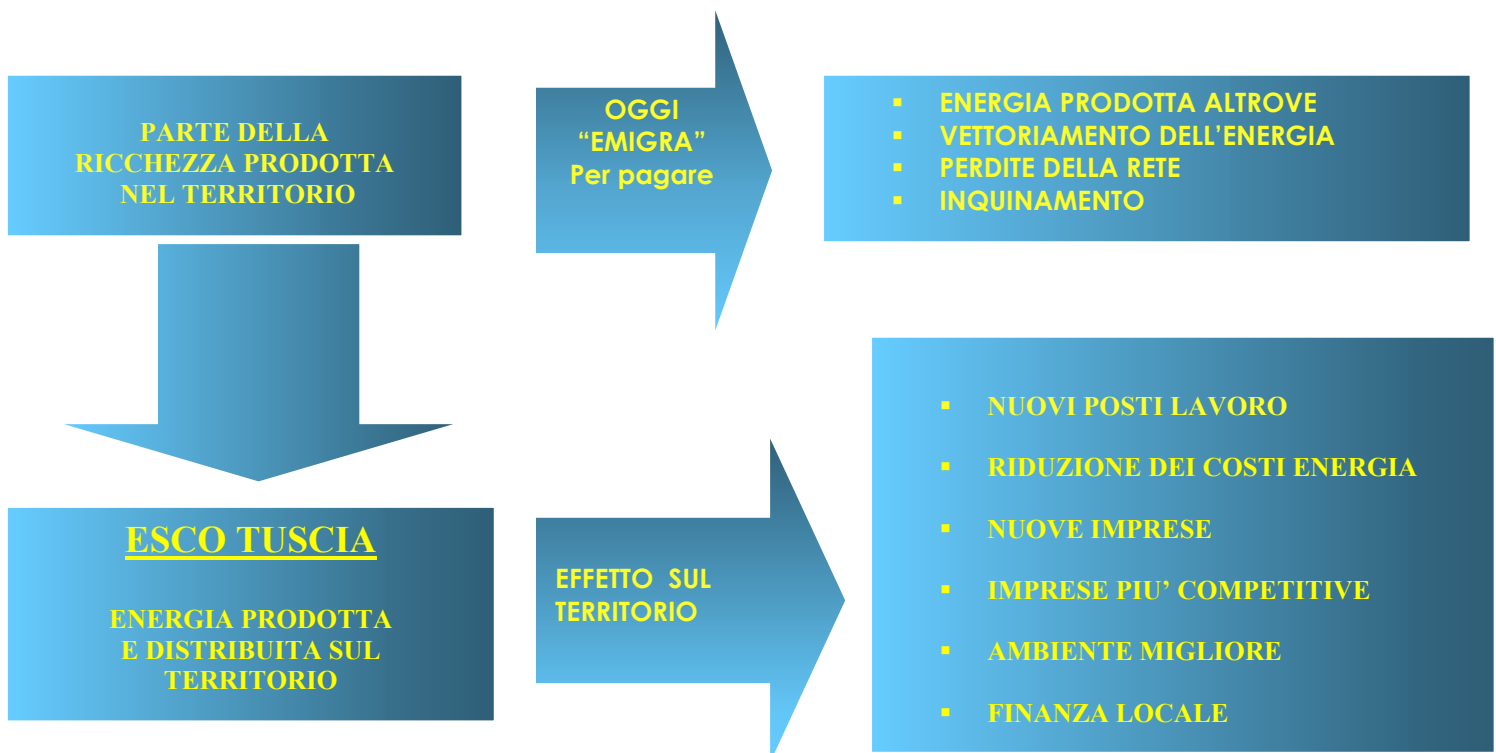 PARTE DELLA
RICCHEZZA PRODOTTA
NEL TERRITORIO
OGGI
“EMIGRA”
Per pagare
▪ ENERGIA PRODOTTA ALTROVE
▪ VETTORIAMENTO DELL’ENERGIA
▪ PERDITE DELLA RETE
▪ INQUINAMENTO
ESCO TUSCIA
ENERGIA PRODOTTA
E DISTRIBUITA SUL
TERRITORIO
EFFETTO SUL
TERRITORIO
▪ NUOVI POSTI LAVORO
▪ RIDUZIONE DEI COSTI ENERGIA
▪ NUOVE IMPRESE
▪ IMPRESE PIU’ COMPETITIVE
▪ AMBIENTE MIGLIORE
▪ FINANZA LOCALE